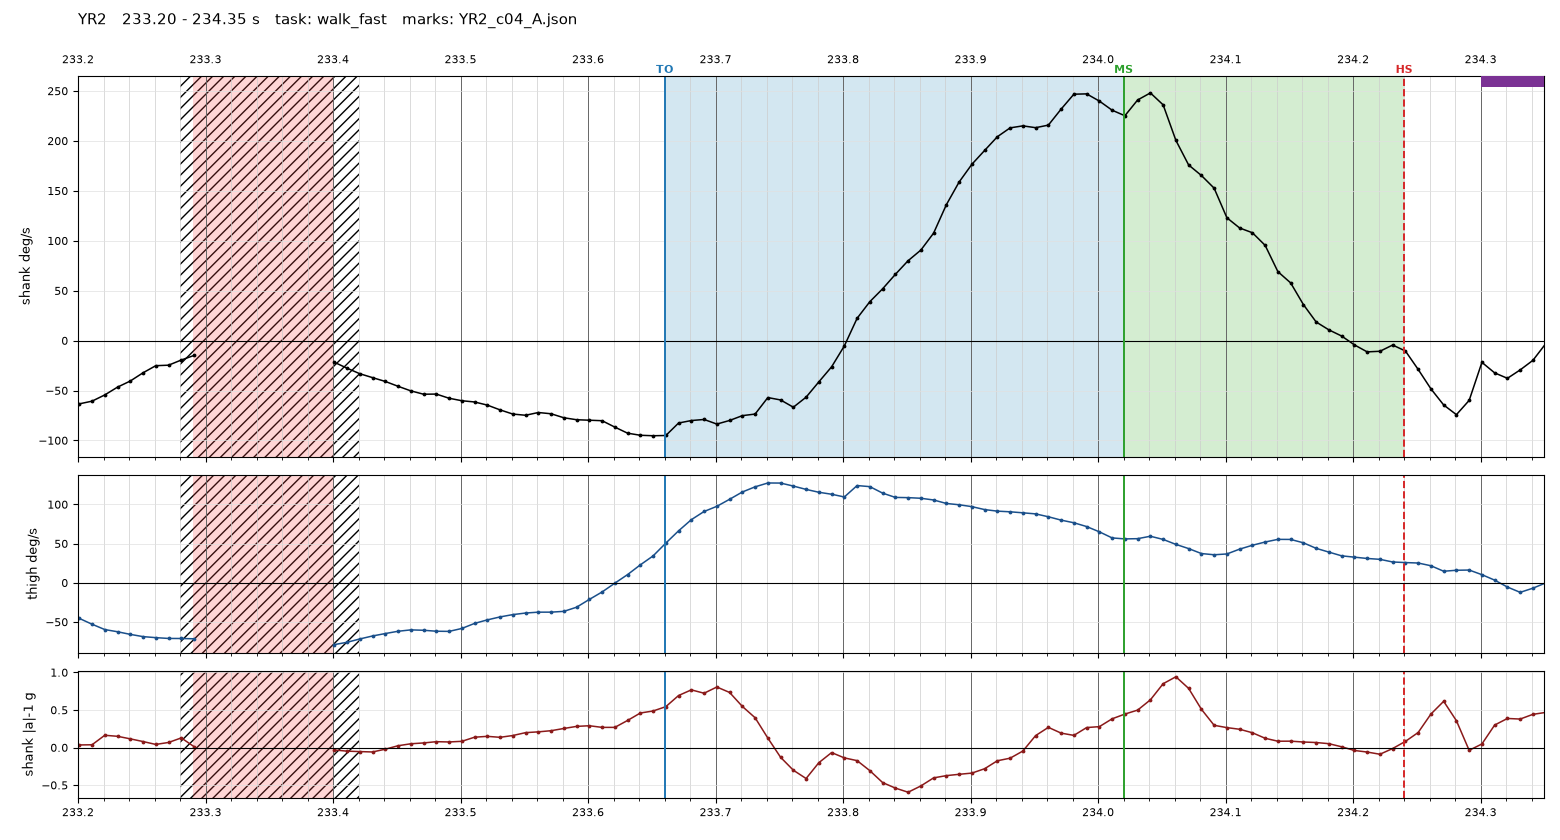 YR2   233.20 - 234.35 s   task: walk_fast   marks: YR2_c04_A.json
233.2 233.3 233.4 233.5 233.6 233.7 233.8 233.9 234.0 234.1 234.2 234.3
TO MS HS
shank deg/s
250
200
150
100
50
0
−50
−100
thigh deg/s
100
50
0
−50
shank |a|-1 g
1.0
0.5
0.0
−0.5
233.2 233.3 233.4 233.5 233.6 233.7 233.8 233.9 234.0 234.1 234.2 234.3